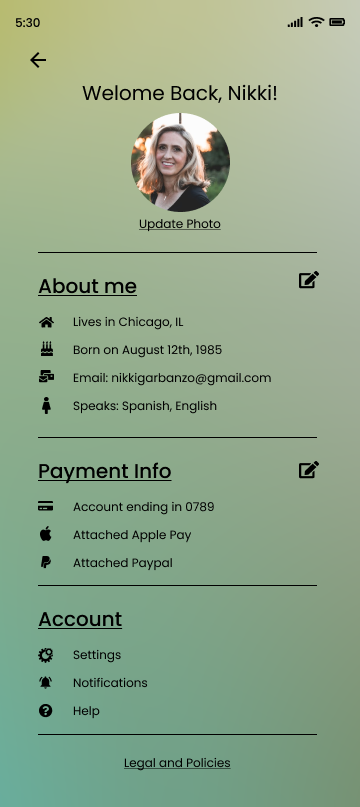 5:30
Welome Back, Nikki!
Update Photo
About me
Lives in Chicago, IL
Born on August 12th, 1985
Email: nikkigarbanzo@gmail.com
Speaks: Spanish, English
Payment Info
Account ending in 0789
Attached Apple Pay
Attached Paypal
Account
Settings
Notifications
Help
Legal and Policies